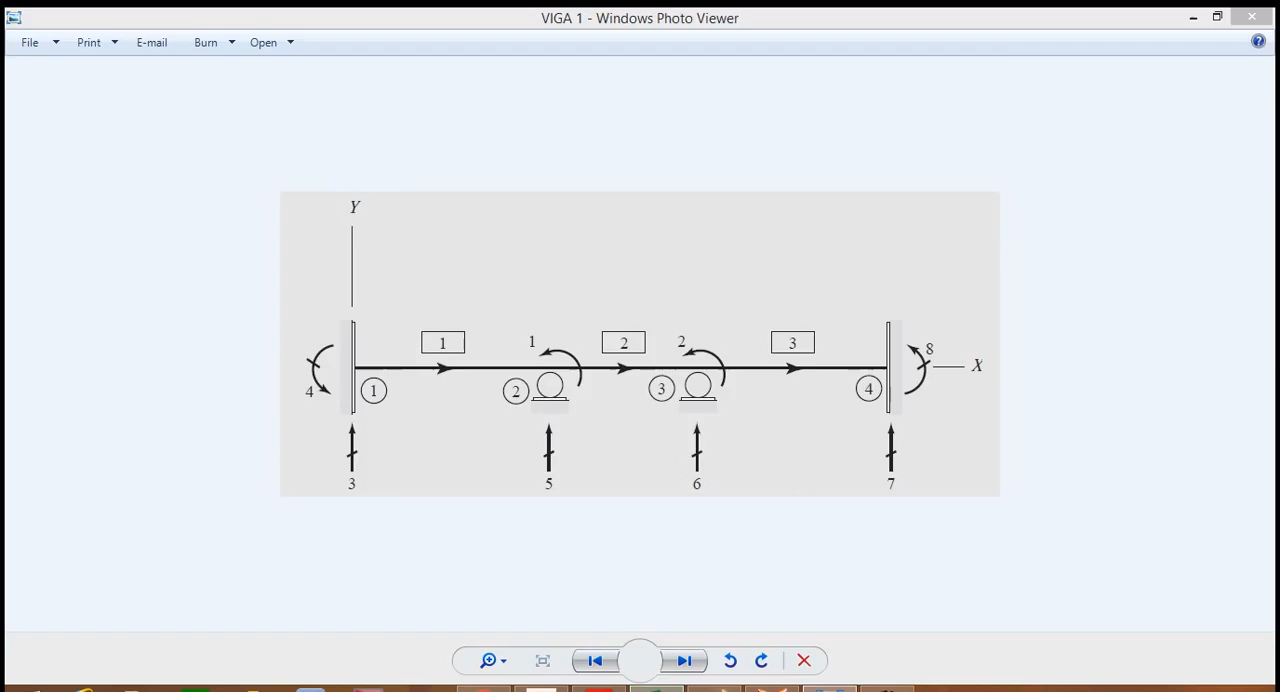 VIGA 1 - Windows Photo Viewer
File Print E-mail Burn Open
Y
1 1 2 2 3 8
X
4 1 2 3 4
3 5 6 7